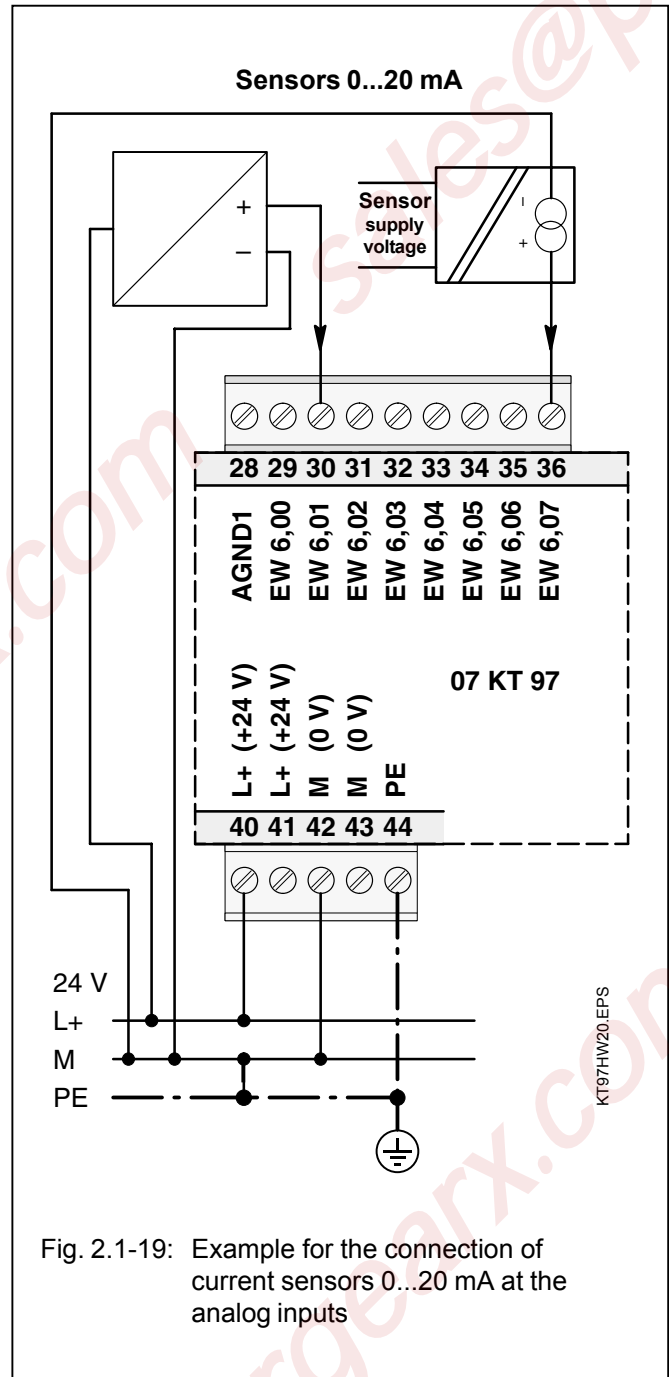 Sensors 0...20 mA
+
–
Sensor
supply
voltage
–
+
28 29 30 31 32 33 34 35 36
AGND1
EW 6,00
EW 6,01
EW 6,02
EW 6,03
EW 6,04
EW 6,05
EW 6,06
EW 6,07
07 KT 97
L+ (+24 V)
L+ (+24 V)
M (0 V)
M (0 V)
PE
40 41 42 43 44
24 V
L+
M
PE
KT97HW20.EPS
Fig. 2.1-19: Example for the connection of
current sensors 0...20 mA at the
analog inputs
sales@p
x.com
rgearx.com